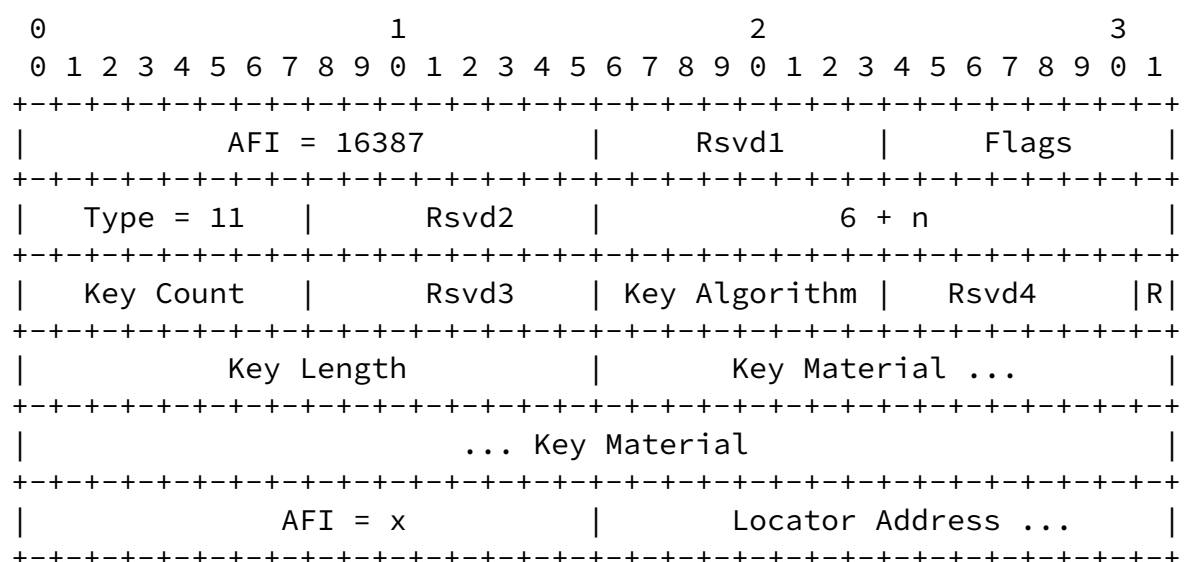 0                   1                   2                   3
 0 1 2 3 4 5 6 7 8 9 0 1 2 3 4 5 6 7 8 9 0 1 2 3 4 5 6 7 8 9 0 1
+-+-+-+-+-+-+-+-+-+-+-+-+-+-+-+-+-+-+-+-+-+-+-+-+-+-+-+-+-+-+-+-+
|           AFI = 16387           |     Rsvd1     |     Flags     |
+-+-+-+-+-+-+-+-+-+-+-+-+-+-+-+-+-+-+-+-+-+-+-+-+-+-+-+-+-+-+-+-+
|   Type = 11   |      Rsvd2      |             6 + n             |
+-+-+-+-+-+-+-+-+-+-+-+-+-+-+-+-+-+-+-+-+-+-+-+-+-+-+-+-+-+-+-+-+
|   Key Count   |      Rsvd3      | Key Algorithm |   Rsvd4     |R|
+-+-+-+-+-+-+-+-+-+-+-+-+-+-+-+-+-+-+-+-+-+-+-+-+-+-+-+-+-+-+-+-+
|           Key Length            |       Key Material ...        |
+-+-+-+-+-+-+-+-+-+-+-+-+-+-+-+-+-+-+-+-+-+-+-+-+-+-+-+-+-+-+-+-+
|                        ... Key Material                       |
+-+-+-+-+-+-+-+-+-+-+-+-+-+-+-+-+-+-+-+-+-+-+-+-+-+-+-+-+-+-+-+-+
|              AFI = x          |       Locator Address ...     |
+-+-+-+-+-+-+-+-+-+-+-+-+-+-+-+-+-+-+-+-+-+-+-+-+-+-+-+-+-+-+-+-+